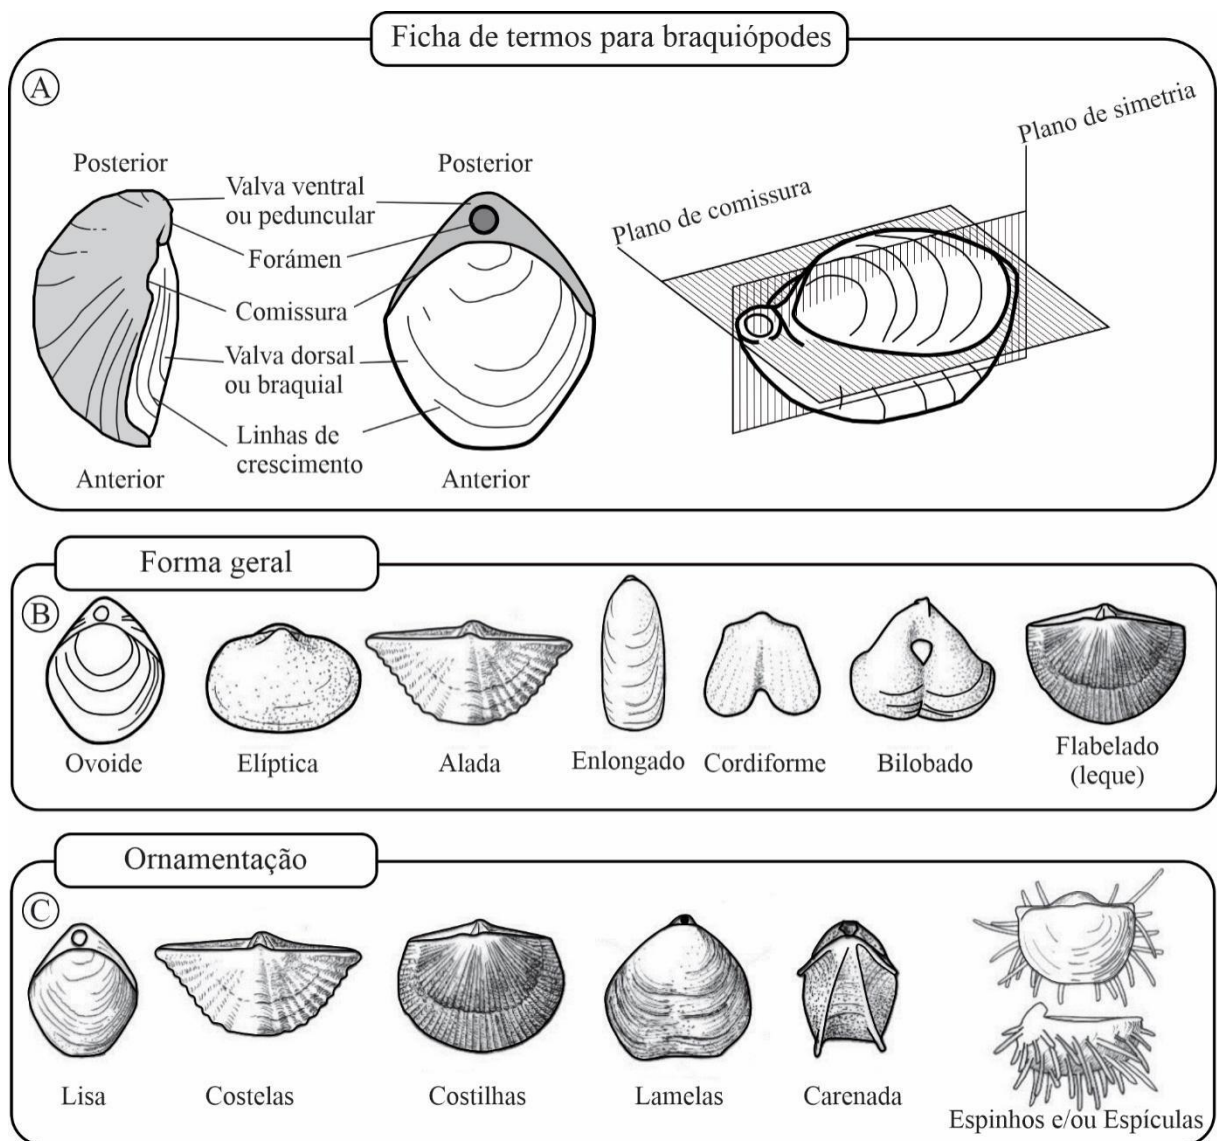 Ficha de termos para braquiópodes
A
Posterior
Valva ventral
ou peduncular
Forámen
Comissura
Valva dorsal
ou braquial
Linhas de
crescimento
Anterior
Posterior
Anterior
Plano de comissura
Plano de simetria
Forma geral
B
Ovoide
Elíptica
Alada
Enlongado
Cordiforme
Bilobado
Flabelado
(leque)
Ornamentação
C
Lisa
Costelas
Costilhas
Lamelas
Carenada
Espinhos e/ou Espículas